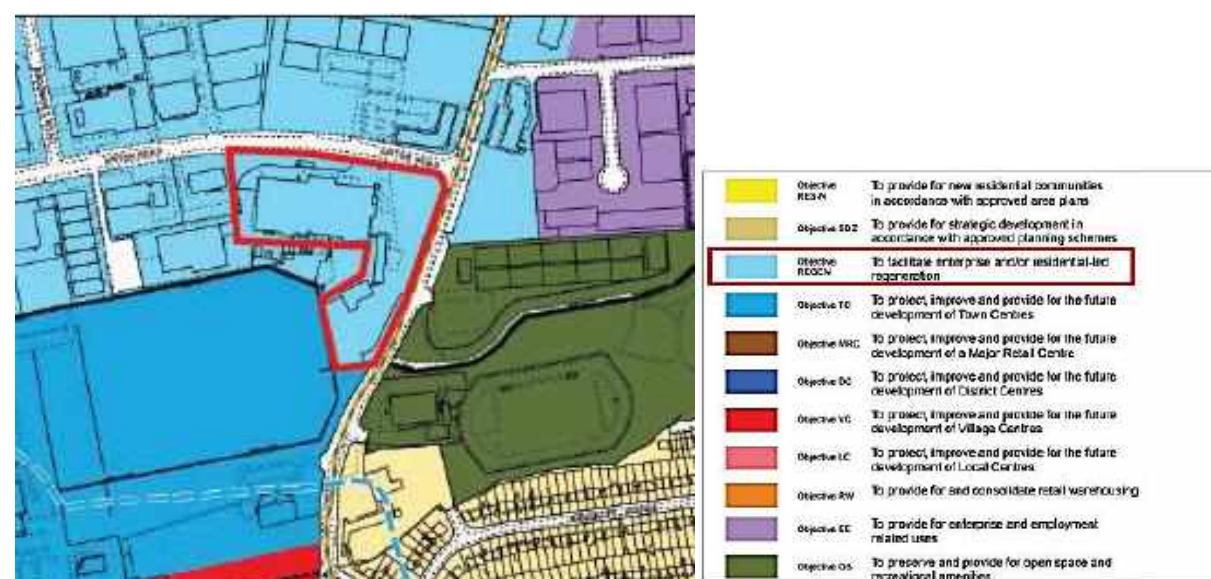 Objective
RES-N
To provide for new residential communities
in accordance with approved area plans
Objective SDZ
To provide for strategic development in
accordance with approved planning schemes
Objective
REGEN
To facilitate enterprise and/or residential-led
regeneration
Objective TC
To protect, improve and provide for the future
development of Town Centres
Objective MRC
To protect, improve and provide for the future
development of a Major Retail Centre
Objective DC
To protect, improve and provide for the future
development of District Centres
Objective VC
To protect, improve and provide for the future
development of Village Centres
Objective LC
To protect, improve and provide for the future
development of Local Centres
Objective RW
To provide for and consolidate retail warehousing
Objective EE
To provide for enterprise and employment
related uses
Objective OS
To preserve and provide for open space and
recreational amenities